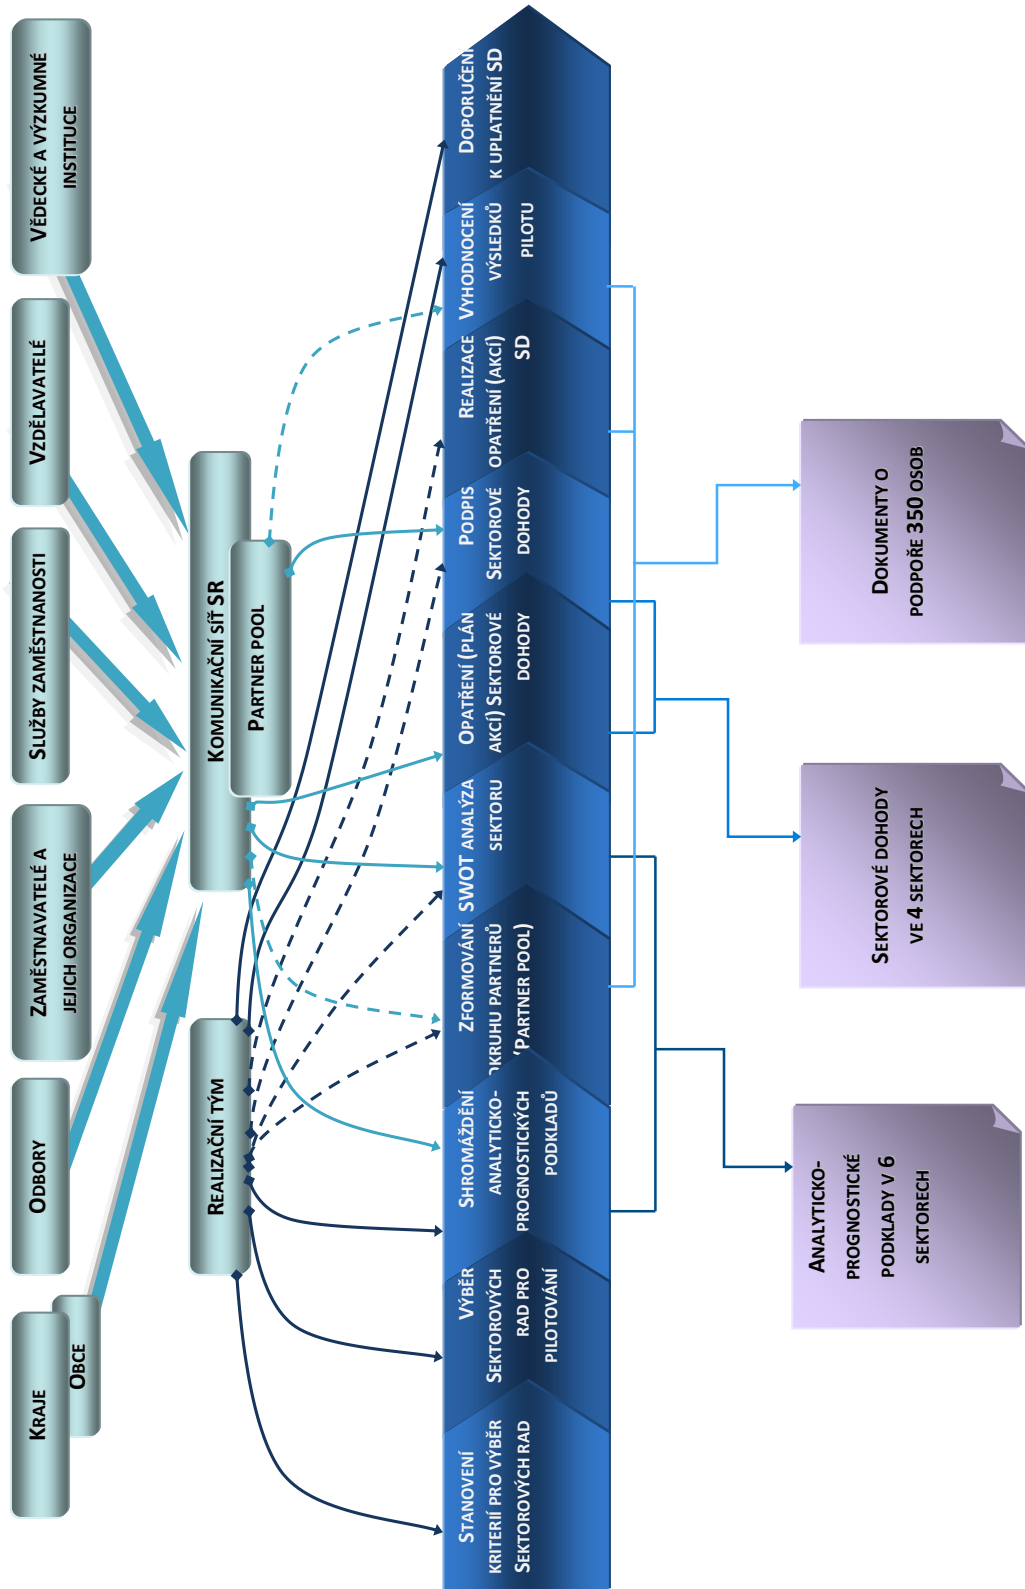 KRAJE
OBCE
ODBORY
ZAMĚSTNAVATELÉ A
JEJICH ORGANIZACE
SLUŽBY ZAMĚSTNANOSTI
VZDĚLAVATELÉ
VĚDECKÉ A VÝZKUMNÉ
INSTITUCE
REALIZAČNÍ TÝM
KOMUNIKAČNÍ SÍŤ SR
PARTNER POOL
STANOVENÍ
KRITERIÍ PRO VÝBĚR
SEKTOROVÝCH RAD
VÝBĚR
SEKTOROVÝCH
RAD PRO
PILOTOVÁNÍ
SHROMÁŽDĚNÍ
ANALYTICKO-
PROGNOSTICKÝCH
PODKLADŮ
ZFORMOVÁNÍ
OKRUHU PARTNERŮ
(PARTNER POOL)
SWOT ANALÝZA
SEKTORU
OPATŘENÍ (PLÁN
AKCÍ) SEKTOROVÉ
DOHODY
PODPIS
SEKTOROVÉ
DOHODY
REALIZACE
OPATŘENÍ (AKCÍ)
SD
VYHODNOCENÍ
VÝSLEDKŮ
PILOTU
DOPORUČENÍ
K UPLATNĚNÍ SD
ANALYTICKO-
PROGNOSTICKÉ
PODKLADY V 6
SEKTORECH
SEKTOROVÉ DOHODY
VE 4 SEKTORECH
DOKUMENTY O
PODPOŘE 350 OSOB